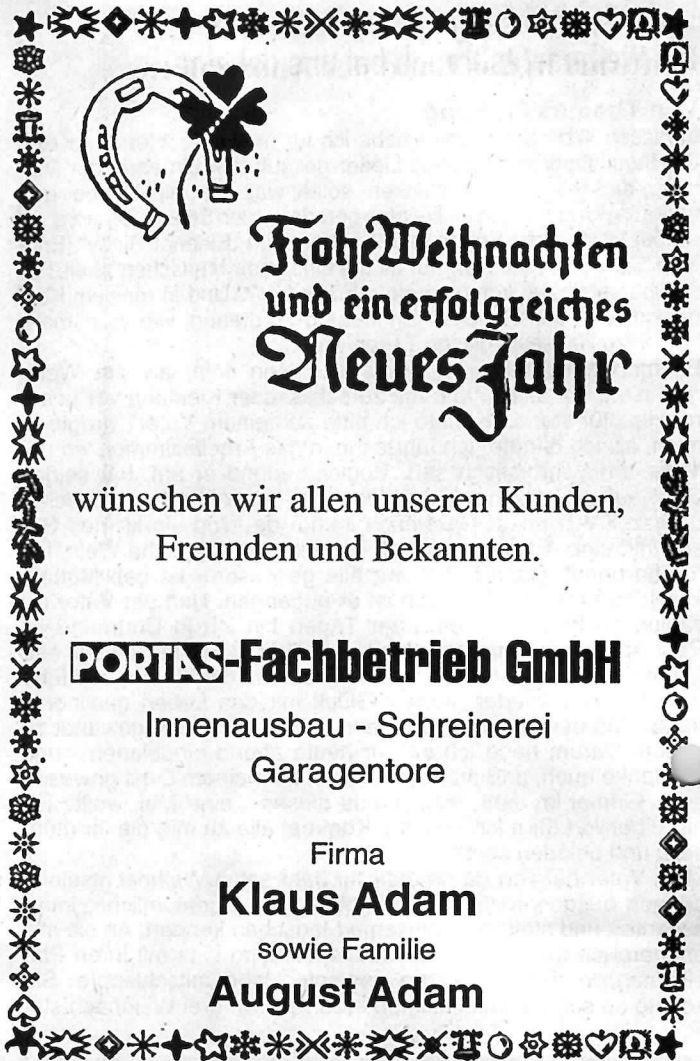 Frohe Weihnachten
und ein erfolgreiches
Neues Jahr
wünschen wir allen unseren Kunden,
Freunden und Bekannten.
PORTAS-Fachbetrieb GmbH
Innenausbau - Schreinerei
Garagentore
Firma
Klaus Adam
sowie Familie
August Adam